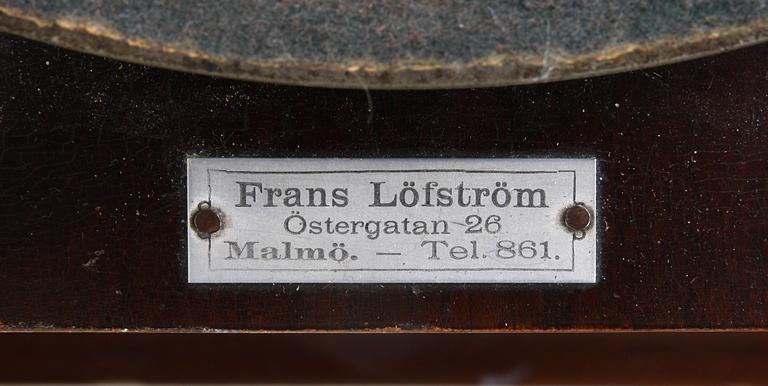 Frans Löfström
Östergatan 26
Malmö. — Tel. 861.